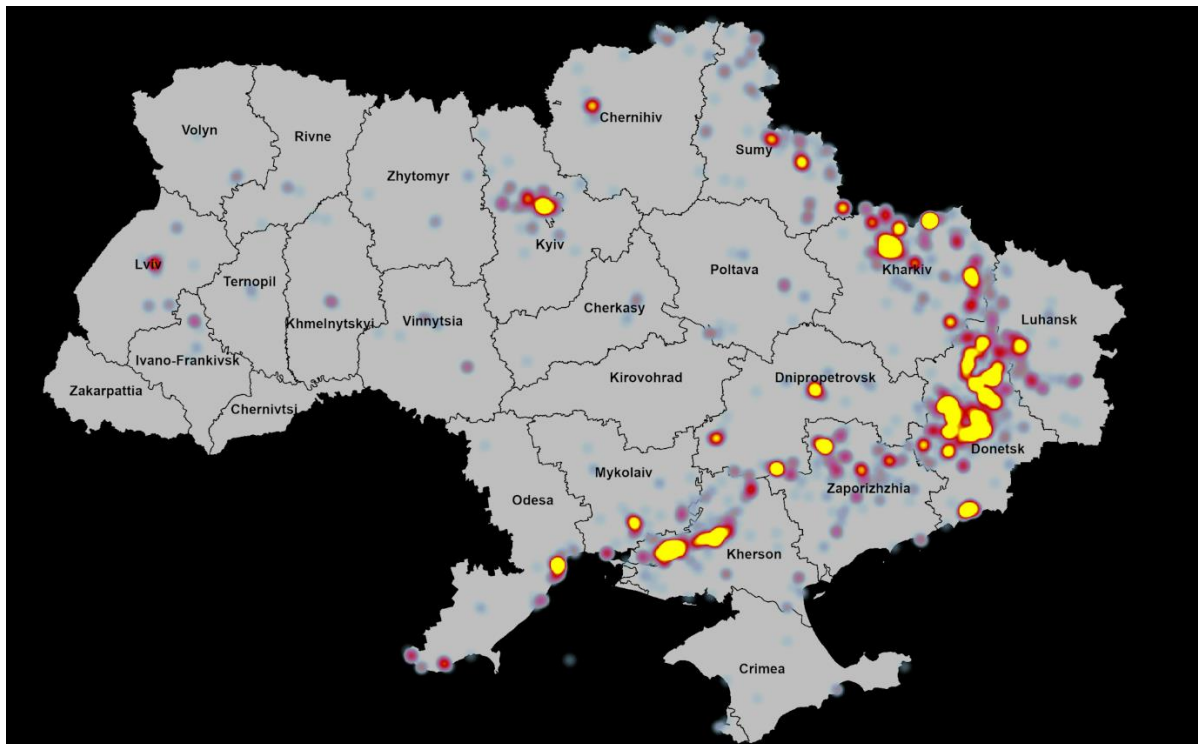 Chernihiv
Volyn
Rivne
Sumy
Zhytomyr
Kyiv
Lviv
Poltava
Kharkiv
Ternopil
Cherkasy
Luhansk
Khmelnytskyi
Vinnytsia
Ivano-Frankivsk
Kirovohrad
Dnipropetrovsk
Zakarpattia
Chernivtsi
Donetsk
Mykolaiv
Zaporizhzhia
Odesa
Kherson
Crimea